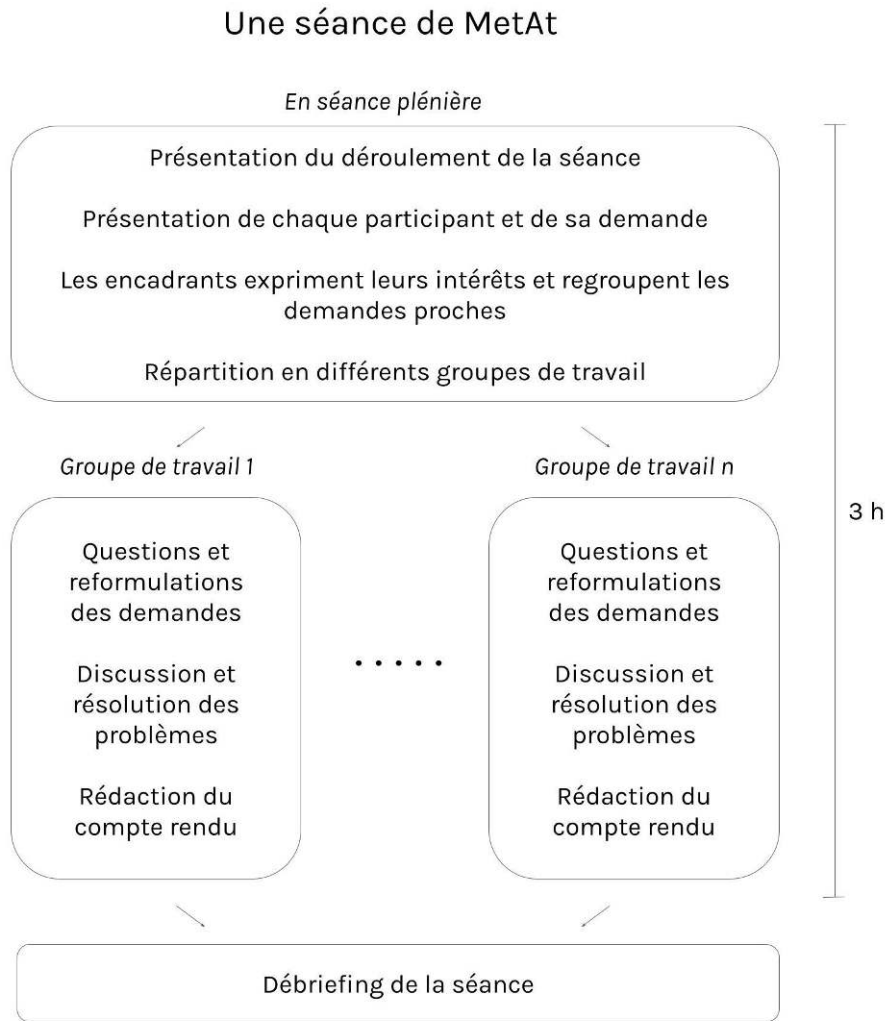 Une séance de MetAt
En séance plénière
Présentation du déroulement de la séance
Présentation de chaque participant et de sa demande
Les encadrants expriment leurs intérêts et regroupent les
demandes proches
Répartition en différents groupes de travail
Groupe de travail 1
Questions et
reformulations
des demandes
Discussion et
résolution des
problèmes
Rédaction du
compte rendu
.....
Groupe de travail n
Questions et
reformulations
des demandes
Discussion et
résolution des
problèmes
Rédaction du
compte rendu
3 h
Débriefing de la séance